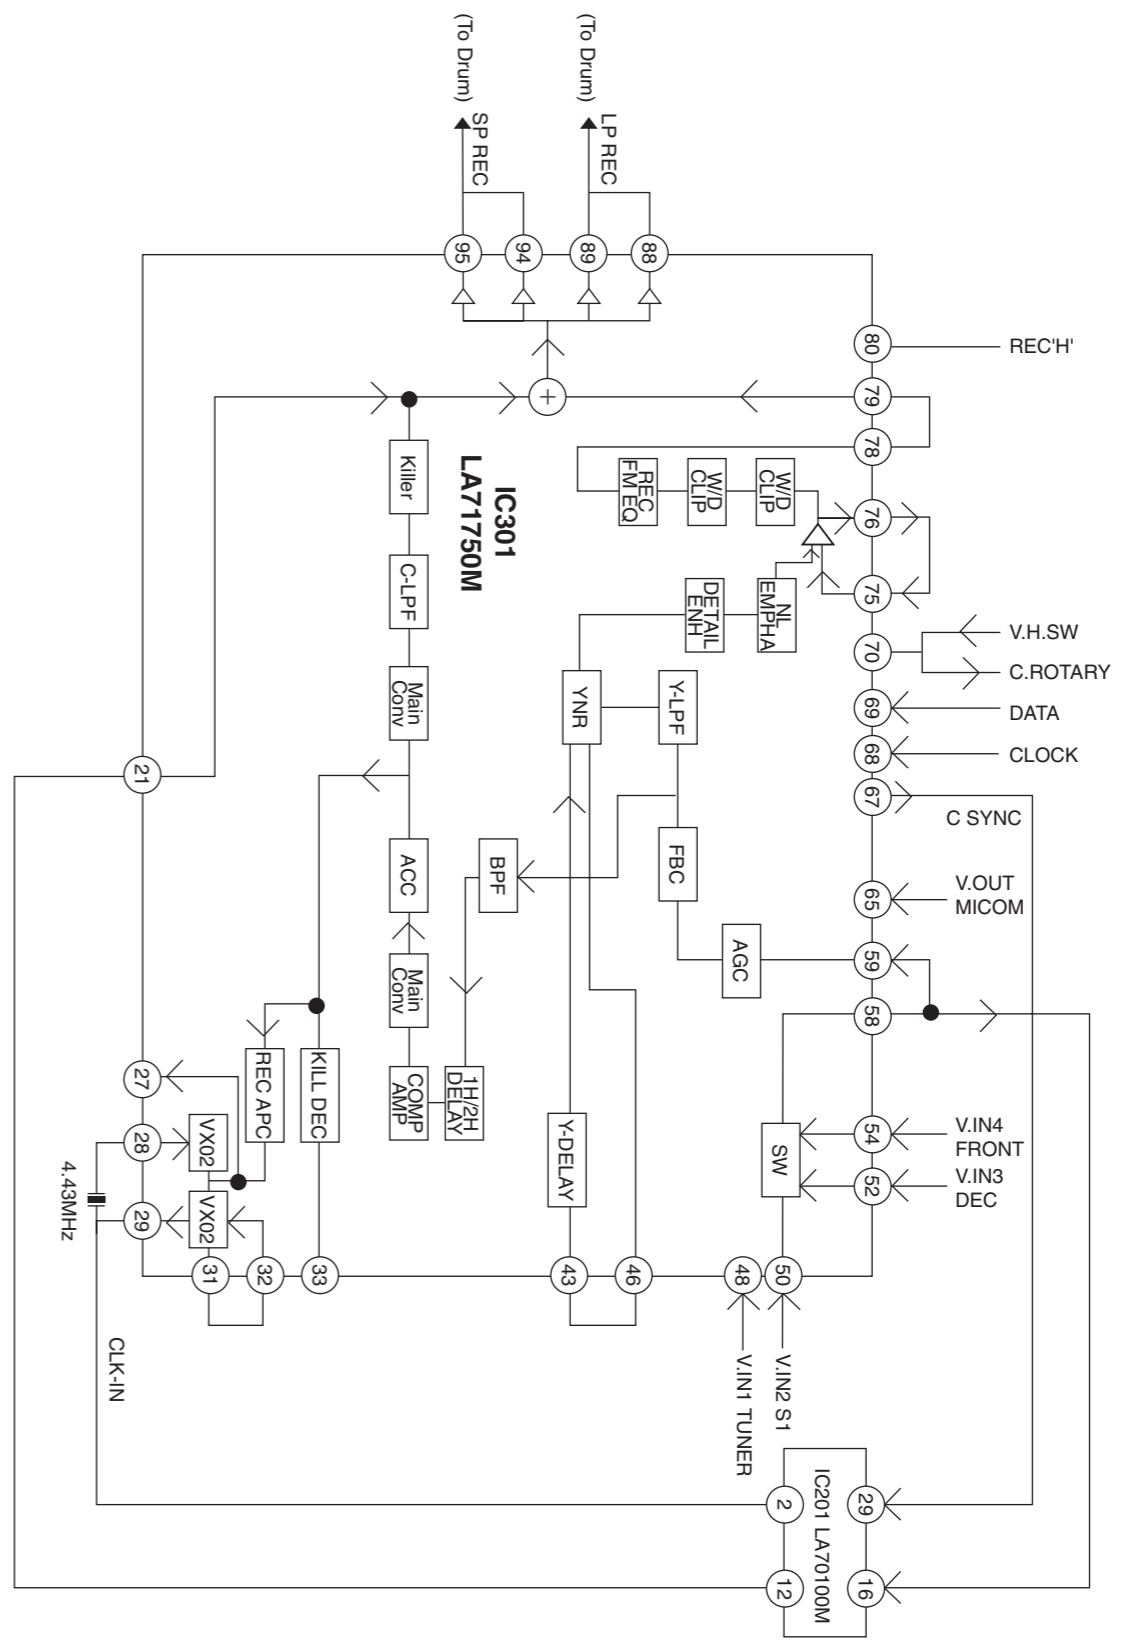 (To Drum)
SP REC
(To Drum)
LP REC
95
94
89
88
80
REC'H'
79
78
76
75
70
V.H.SW
C.ROTARY
69
DATA
68
CLOCK
67
C SYNC
65
V.OUT
MICOM
59
58
54
V.IN4
FRONT
52
V.IN3
DEC
IC301
LA71750M
Killer
C-LPF
Main
Conv
ACC
Main
Conv
COMP
AMP
1H/2H
DELAY
BPF
REC
FM EQ
W/D
CLIP
W/D
CLIP
NL
EMPHA
DETAIL
ENH
YNR
Y-LPF
FBC
AGC
Y-DELAY
SW
KILL DEC
REC APC
VX02
VX02
21
27
28
29
4.43MHz
31
32
33
43
46
48
50
V.IN1 TUNER
V.IN2 S1
CLK-IN
IC201 LA70100M
2
29
12
16